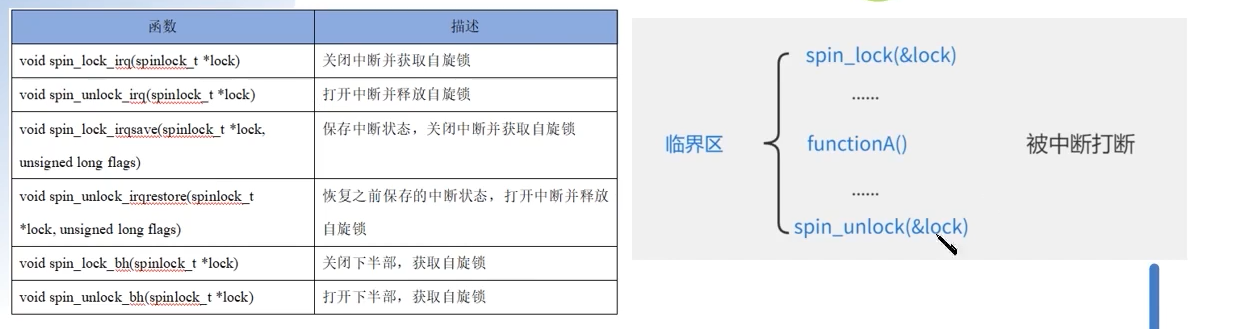 函数 描述
void spin_lock_irq(spinlock_t *lock) 关闭中断并获取自旋锁
void spin_unlock_irq(spinlock_t *lock) 打开中断并释放自旋锁
void spin_lock_irqsave(spinlock_t *lock, 保存中断状态，关闭中断并获取自旋锁
unsigned long flags)
void spin_unlock_irqrestore(spinlock_t 恢复之前保存的中断状态，打开中断并释放
*lock, unsigned long flags) 自旋锁
void spin_lock_bh(spinlock_t *lock) 关闭下半部，获取自旋锁
void spin_unlock_bh(spinlock_t *lock) 打开下半部，获取自旋锁
spin_lock(&lock)
......
临界区 functionA() 被中断打断
......
spin_unlock(&lock)